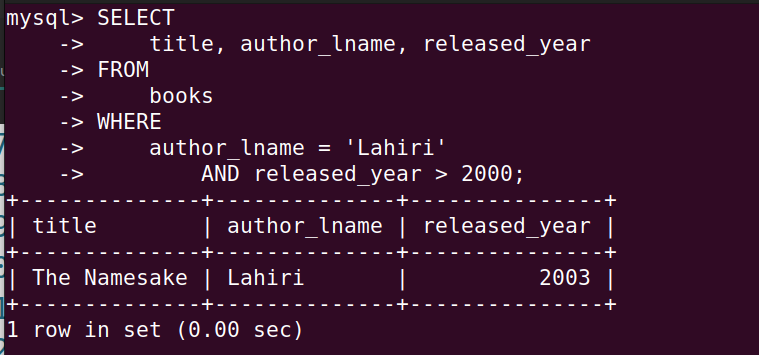 mysql> SELECT
    ->     title, author_lname, released_year
    -> FROM
    ->     books
    -> WHERE
    ->     author_lname = 'Lahiri'
    ->         AND released_year > 2000;
+--------------+--------------+---------------+
| title        | author_lname | released_year |
+--------------+--------------+---------------+
| The Namesake | Lahiri       |          2003 |
+--------------+--------------+---------------+
1 row in set (0.00 sec)